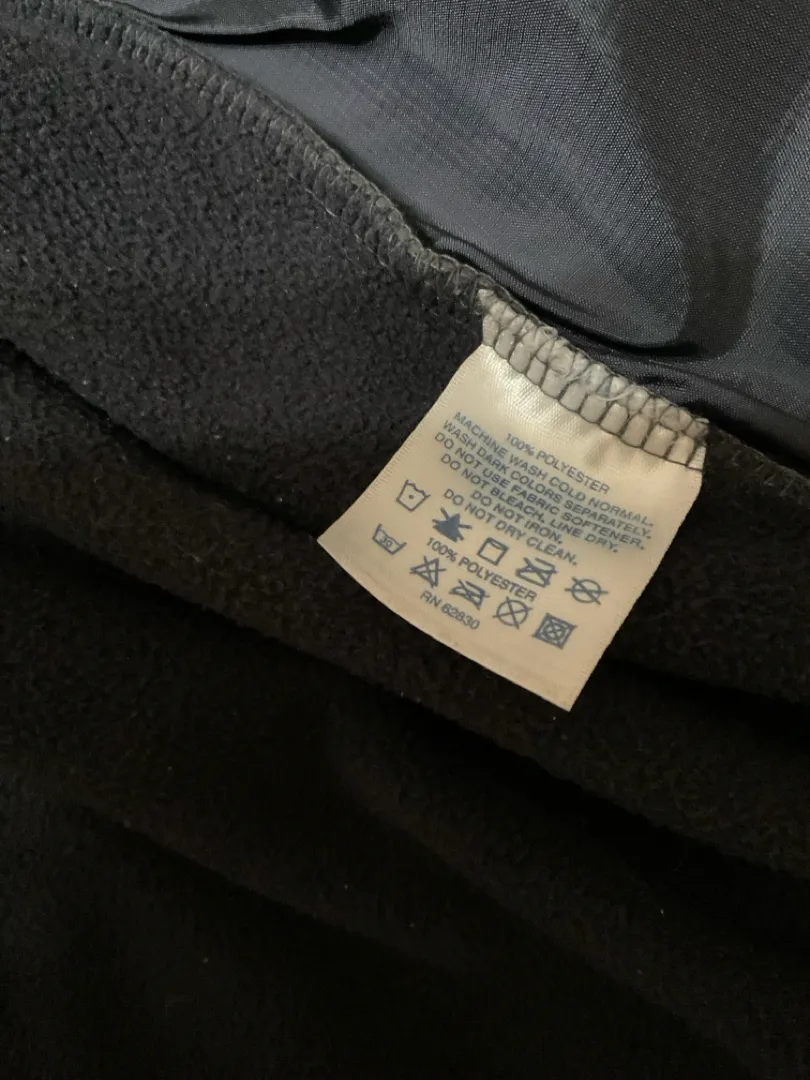 100% POLYESTER
MACHINE WASH COLD NORMAL.
WASH DARK COLORS SEPARATELY.
DO NOT USE FABRIC SOFTENER.
DO NOT BLEACH. LINE DRY.
DO NOT IRON.
DO NOT DRY CLEAN.
30
100% POLYESTER
RN 62830